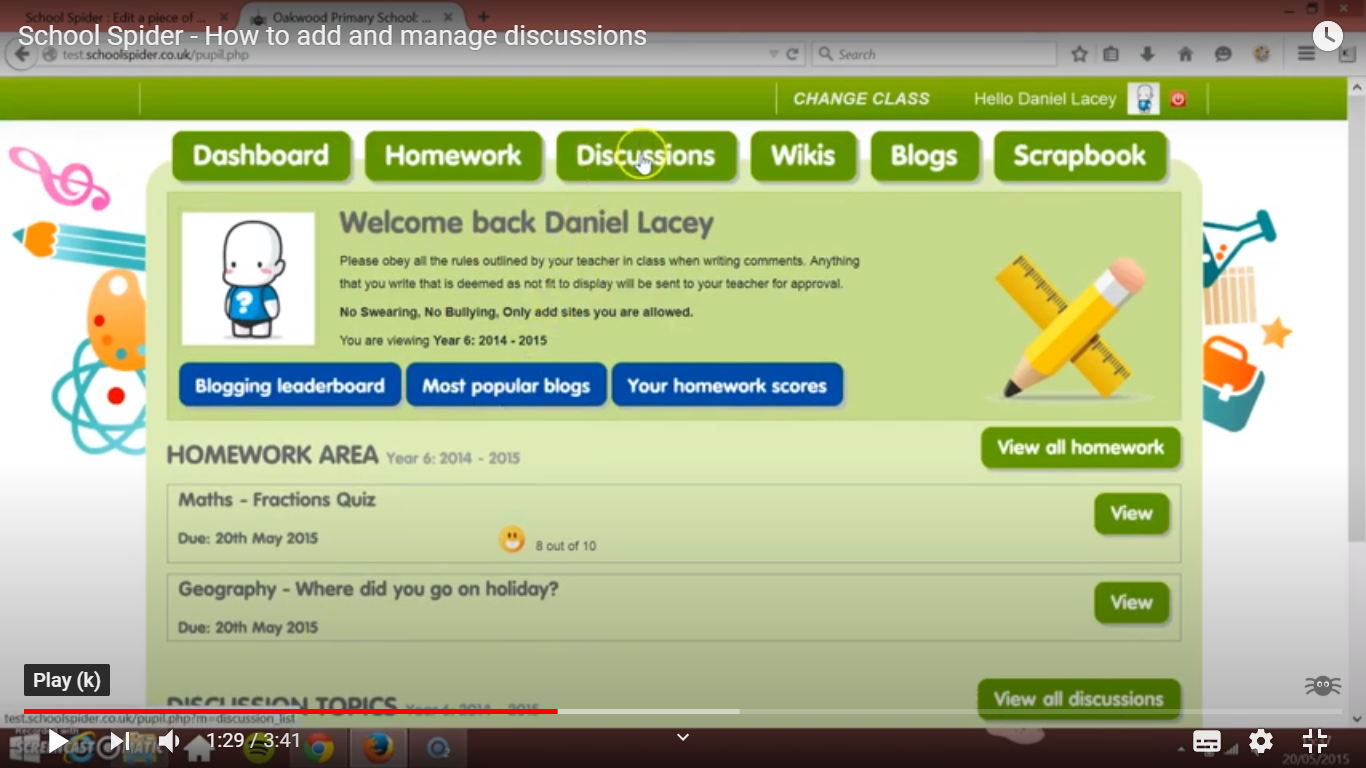 School Spider : Edit a piece of ...
Oakwood Primary School: ...
School Spider - How to add and manage discussions
test.schoolspider.co.uk/pupil.php
Search
CHANGE CLASS
Hello Daniel Lacey
Dashboard
Homework
Discussions
Wikis
Blogs
Scrapbook
Welcome back Daniel Lacey
Please obey all the rules outlined by your teacher in class when writing comments. Anything
that you write that is deemed as not fit to display will be sent to your teacher for approval.
No Swearing, No Bullying, Only add sites you are allowed.
You are viewing Year 6: 2014 - 2015
?
Blogging leaderboard
Most popular blogs
Your homework scores
HOMEWORK AREA Year 6: 2014 - 2015
View all homework
Maths - Fractions Quiz
View
Due: 20th May 2015
8 out of 10
Geography - Where did you go on holiday?
View
Due: 20th May 2015
Play (k)
DISCUSSION TOPICS Year 6: 2014 - 2015
View all discussions
test.schoolspider.co.uk/pupil.php?m=discussion_list
1:29 / 3:41
20/05/2015